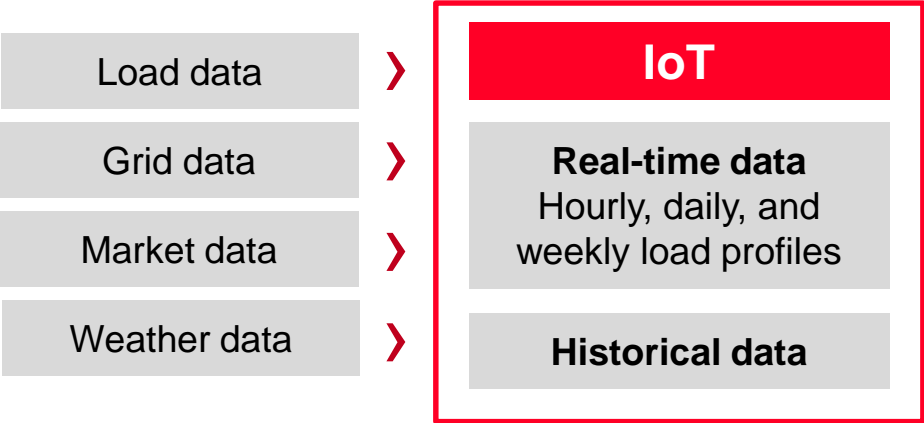 Load data
Grid data
Market data
Weather data
IoT
Real-time data
Hourly, daily, and
weekly load profiles
Historical data